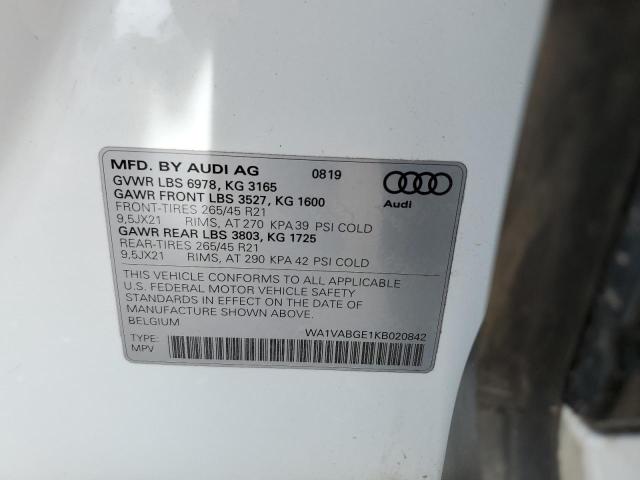 MFD. BY AUDI AG 0819
GVWR LBS 6978, KG 3165
GAWR FRONT LBS 3527, KG 1600
FRONT-TIRES 265/45 R21
9,5JX21 RIMS, AT 270 KPA 39 PSI COLD
GAWR REAR LBS 3803, KG 1725
REAR-TIRES 265/45 R21
9,5JX21 RIMS, AT 290 KPA 42 PSI COLD
Audi
THIS VEHICLE CONFORMS TO ALL APPLICABLE
U.S. FEDERAL MOTOR VEHICLE SAFETY
STANDARDS IN EFFECT ON THE DATE OF
MANUFACTURE SHOWN ABOVE.
BELGIUM
WA1VABGE1KB020842
TYPE:
MPV